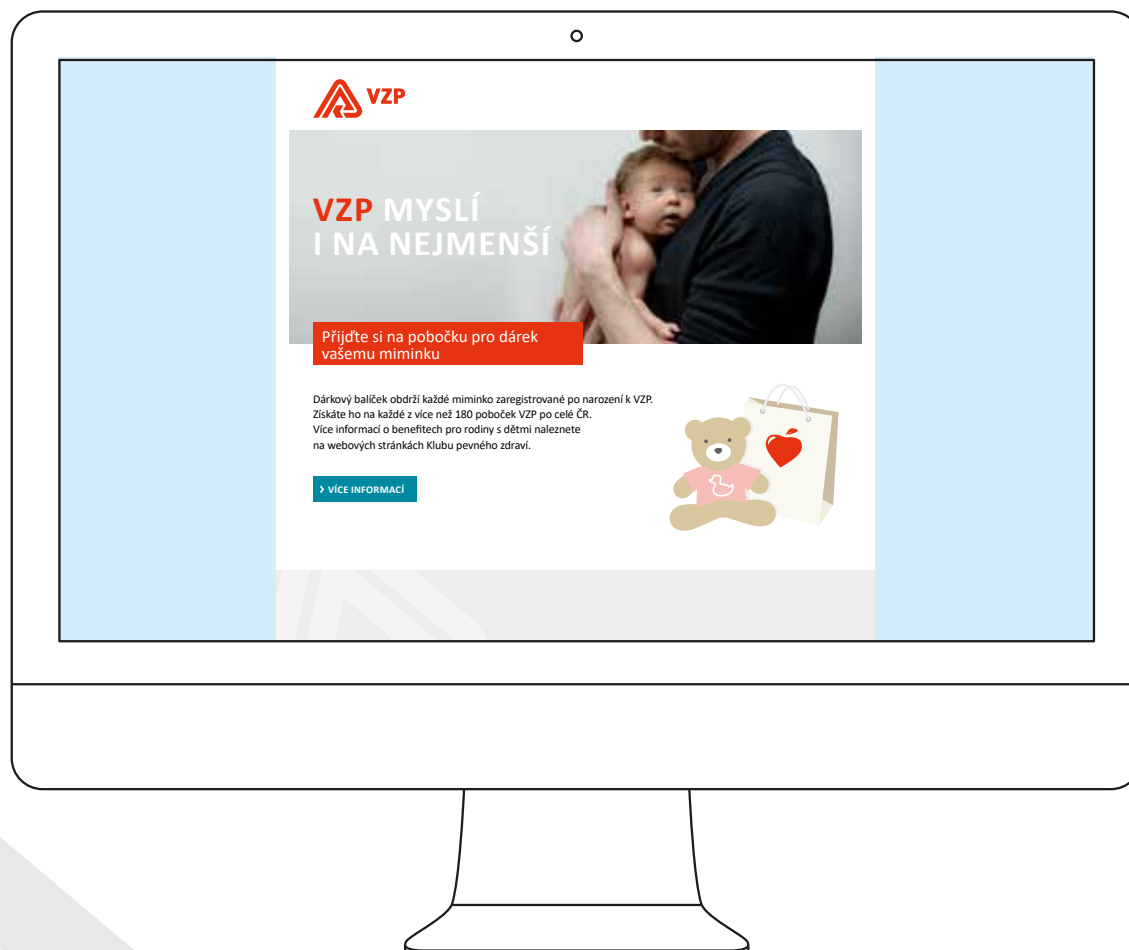 VZP
VZP MYSLÍ
I NA NEJMENŠÍ
Přijďte si na pobočku pro dárek
vašemu miminku
Dárkový balíček obdrží každé miminko zaregistrované po narození k VZP.
Získáte ho na každé z více než 180 poboček VZP po celé ČR.
Více informací o benefitech pro rodiny s dětmi naleznete
na webových stránkách Klubu pevného zdraví.
› VÍCE INFORMACÍ